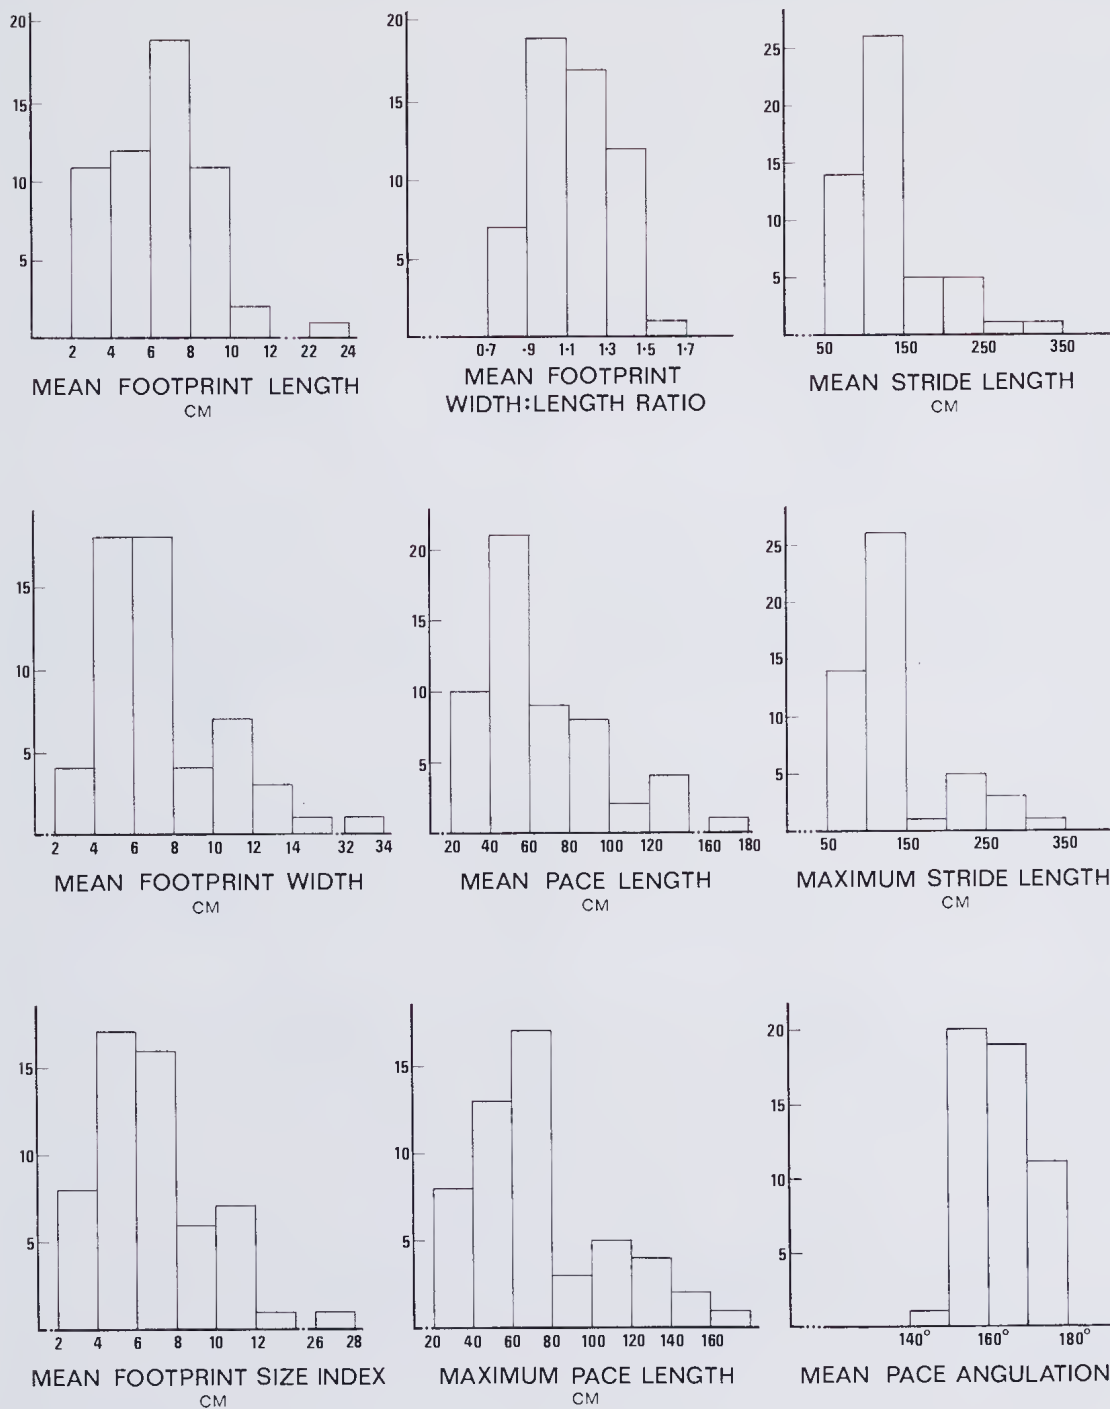 20
15
10
5
2 4 6 8 10 12 22 24
MEAN FOOTPRINT LENGTH
CM
20
15
10
5
0·7 ·9 1·1 1·3 1·5 1·7
MEAN FOOTPRINT
WIDTH:LENGTH RATIO
25
20
15
10
5
50 150 250 350
MEAN STRIDE LENGTH
CM
15
10
5
2 4 6 8 10 12 14 32 34
MEAN FOOTPRINT WIDTH
CM
20
15
10
5
20 40 60 80 100 120 160 180
MEAN PACE LENGTH
CM
25
20
15
10
5
50 150 250 350
MAXIMUM STRIDE LENGTH
CM
15
10
5
2 4 6 8 10 12 26 28
MEAN FOOTPRINT SIZE INDEX
CM
15
10
5
20 40 60 80 100 120 140 160
MAXIMUM PACE LENGTH
CM
20
15
10
5
140° 160° 180°
MEAN PACE ANGULATION